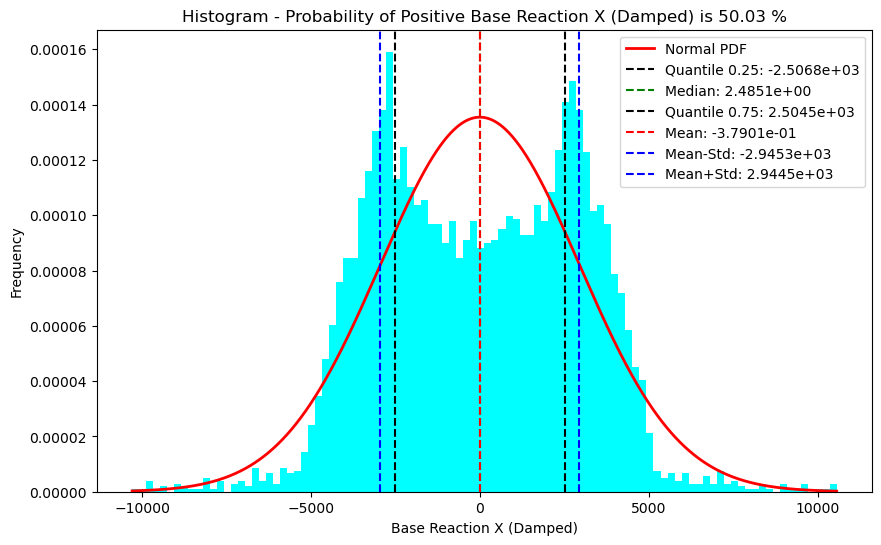 Histogram - Probability of Positive Base Reaction X (Damped) is 50.03 %
Normal PDF
Quantile 0.25: -2.5068e+03
Median: 2.4851e+00
Quantile 0.75: 2.5045e+03
Mean: -3.7901e-01
Mean-Std: -2.9453e+03
Mean+Std: 2.9445e+03
Frequency
0.00016
0.00014
0.00012
0.00010
0.00008
0.00006
0.00004
0.00002
0.00000
−10000 −5000 0 5000 10000
Base Reaction X (Damped)